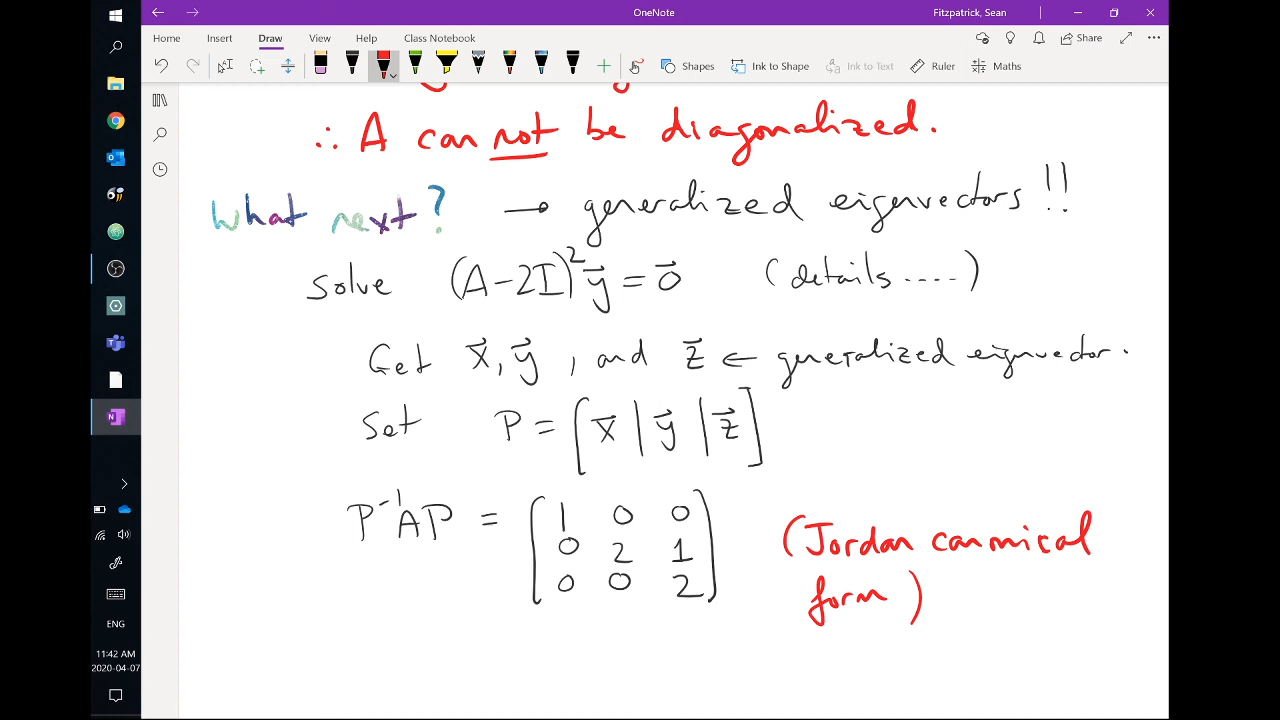 OneNote
Fitzpatrick, Sean
Home Insert Draw View Help Class Notebook
Share
Shapes Ink to Shape Ink to Text Ruler Maths
∴ A can not be diagonalized.
What next? → generalized eigenvectors!!
Solve (A-2I)²y⃗ = 0⃗ (details.....)
Get x⃗, y⃗, and z⃗ ← generalized eigenvector.
Set P = [x⃗ | y⃗ | z⃗]
P⁻¹AP = [1 0 0
0 2 1
0 0 2]
(Jordan canonical
form)
ENG
11:42 AM
2020-04-07